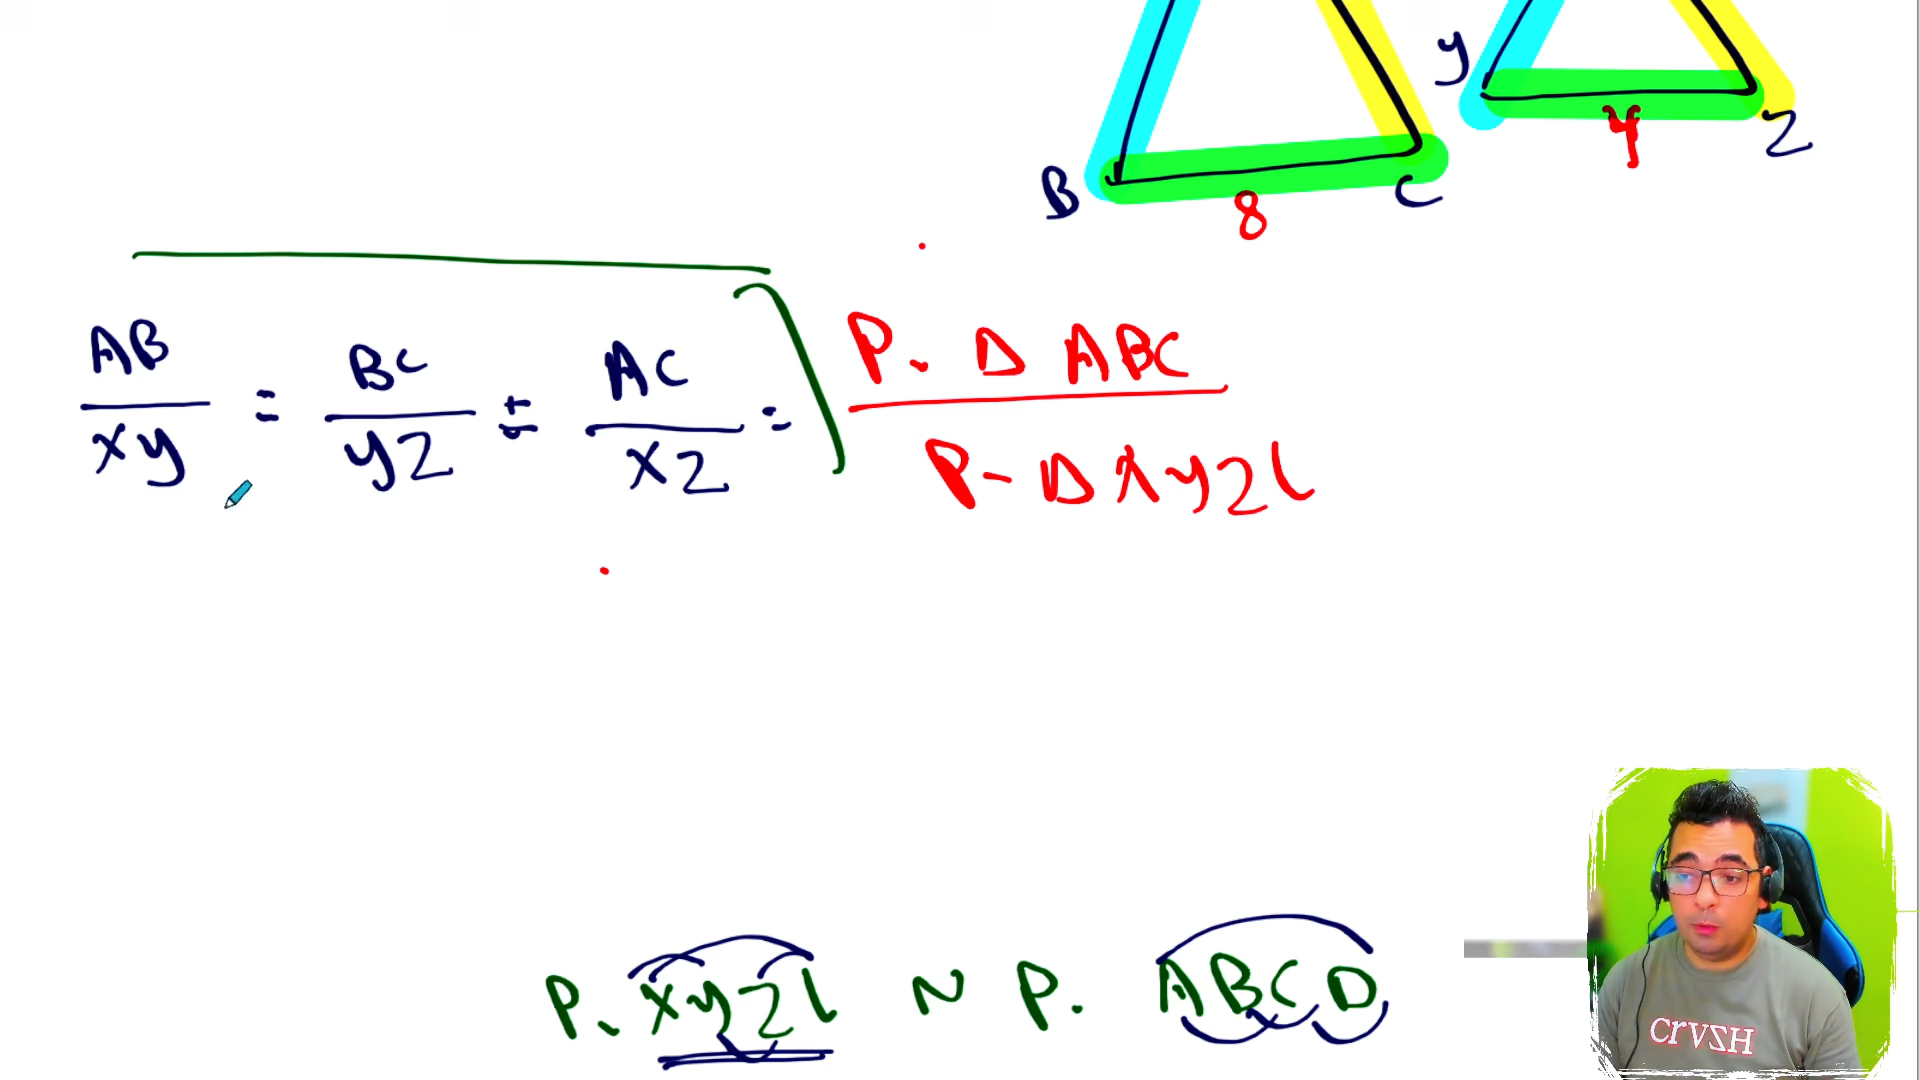 y
4
Z
B
8
C
AB = BC = AC = P. Δ ABC
xy yz xz P- Δ xyzl
P. xyzl ~ P. ABCD
crvsh